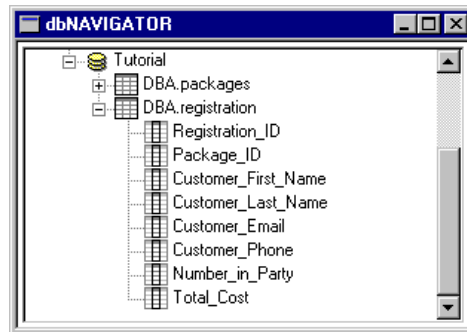 dbNAVIGATOR
Tutorial
DBA.packages
DBA.registration
Registration_ID
Package_ID
Customer_First_Name
Customer_Last_Name
Customer_Email
Customer_Phone
Number_in_Party
Total_Cost